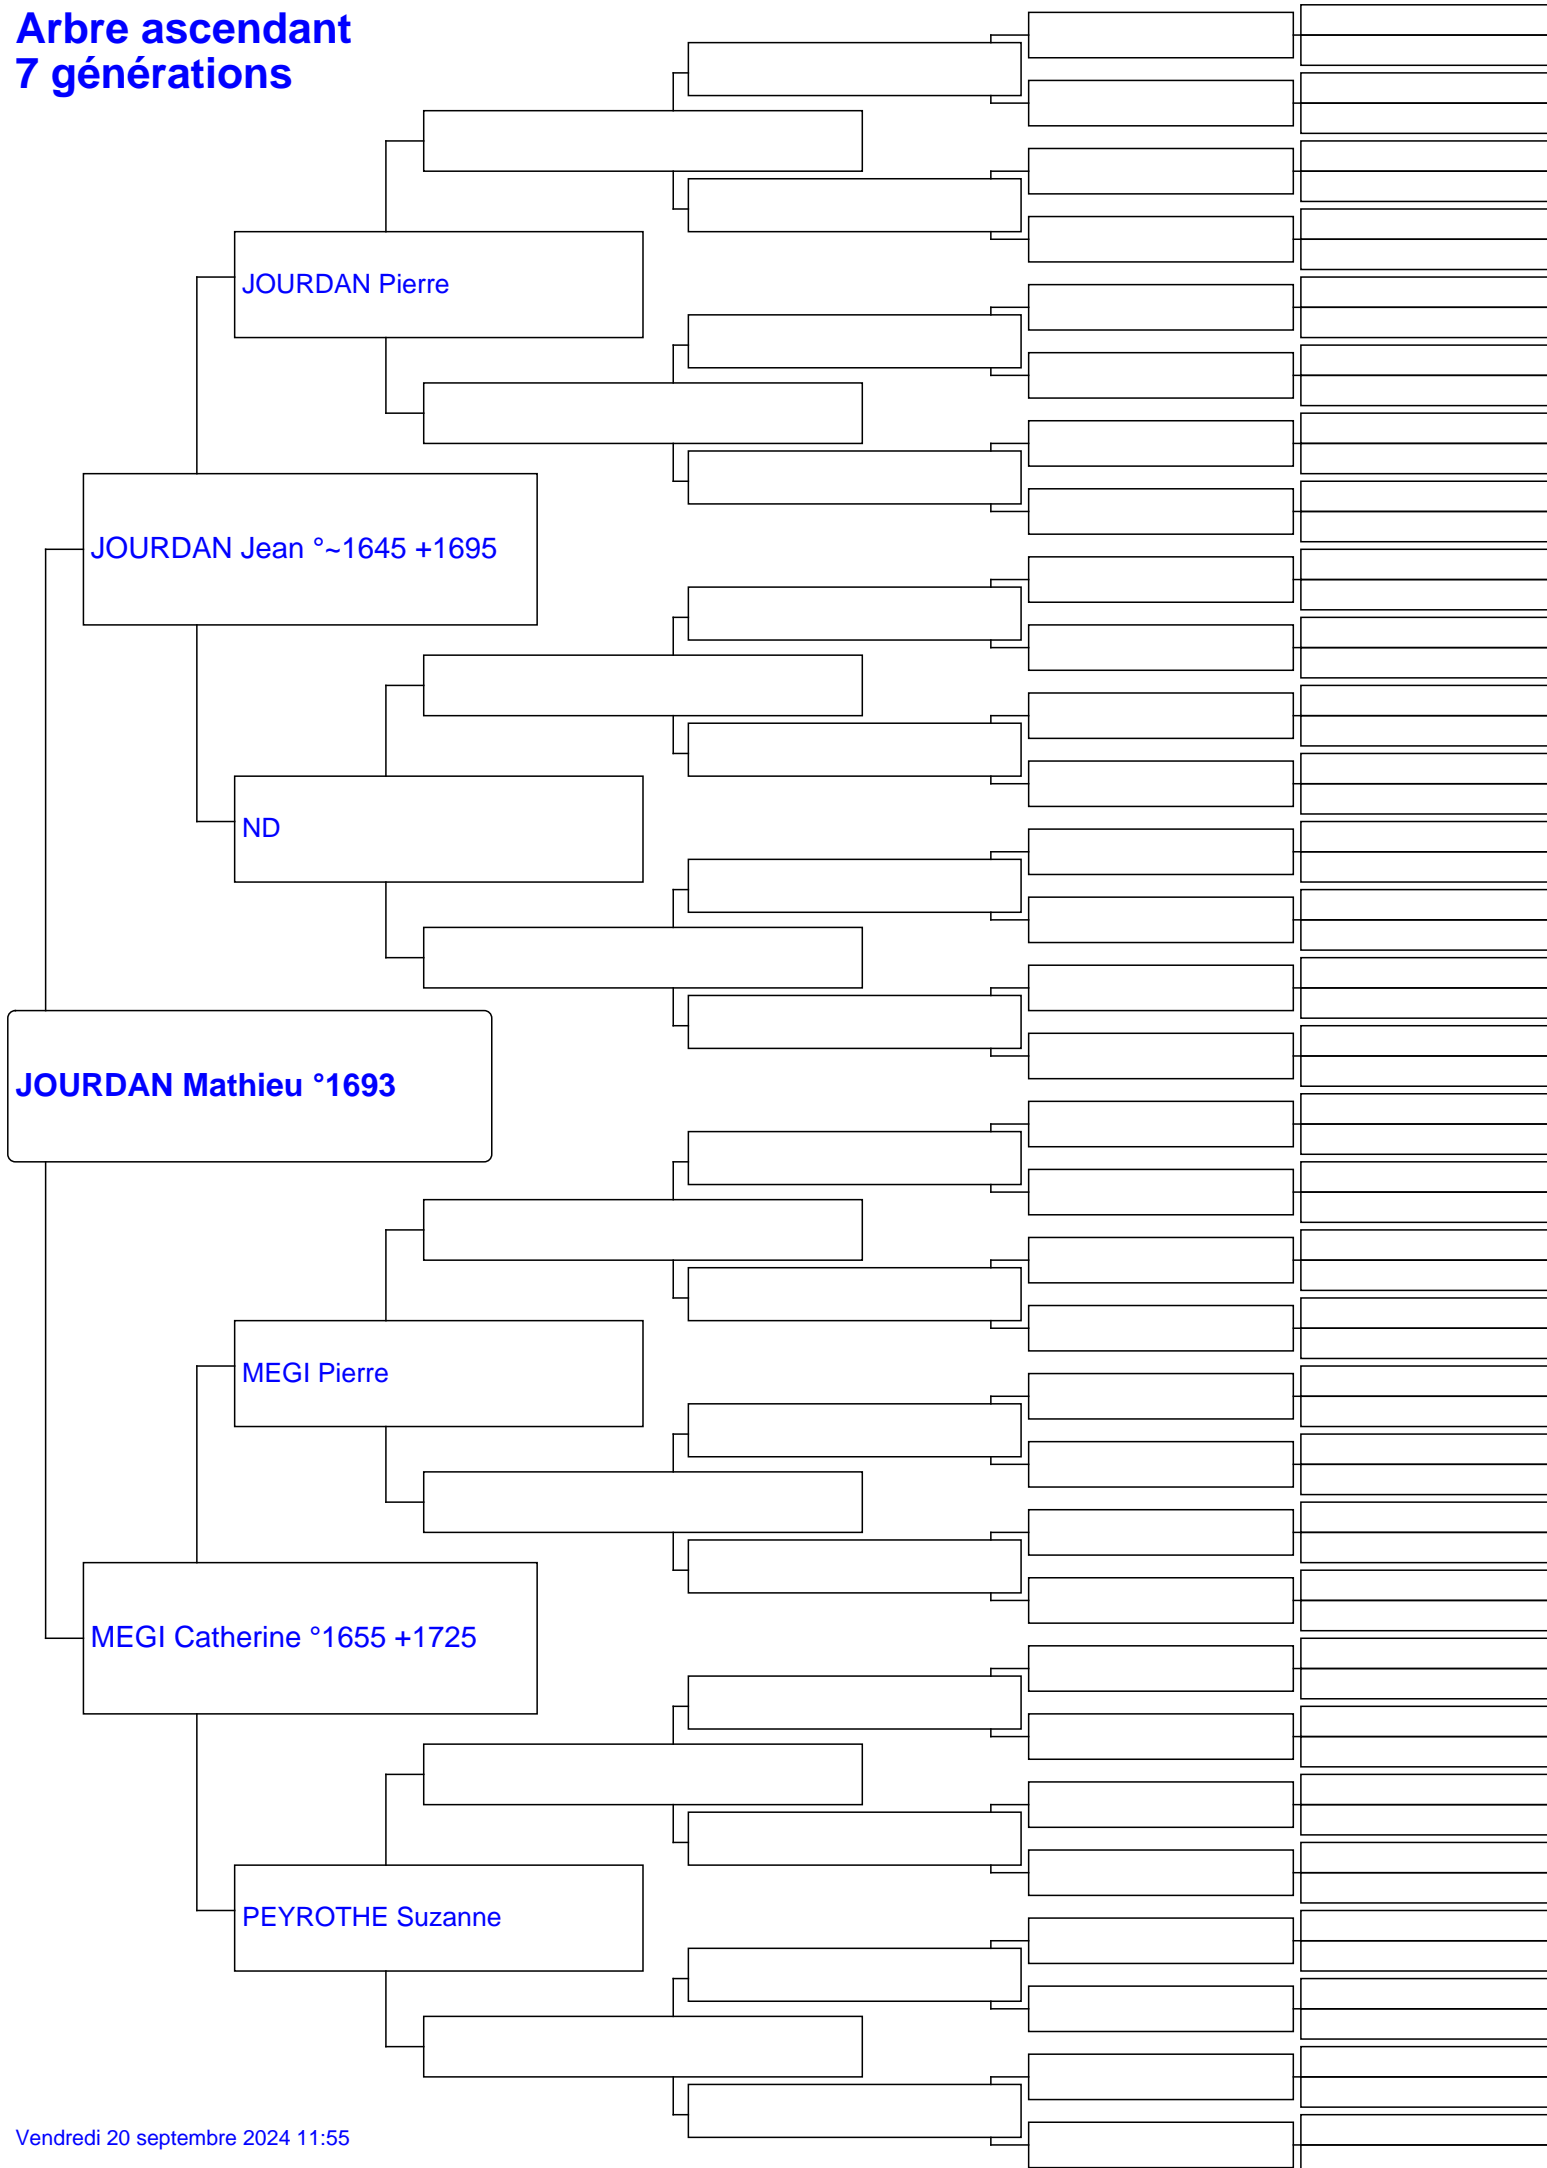 Arbre ascendant
7 générations
JOURDAN Pierre
JOURDAN Jean °~1645 +1695
ND
JOURDAN Mathieu °1693
MEGI Pierre
MEGI Catherine °1655 +1725
PEYROTHE Suzanne
Vendredi 20 septembre 2024 11:55